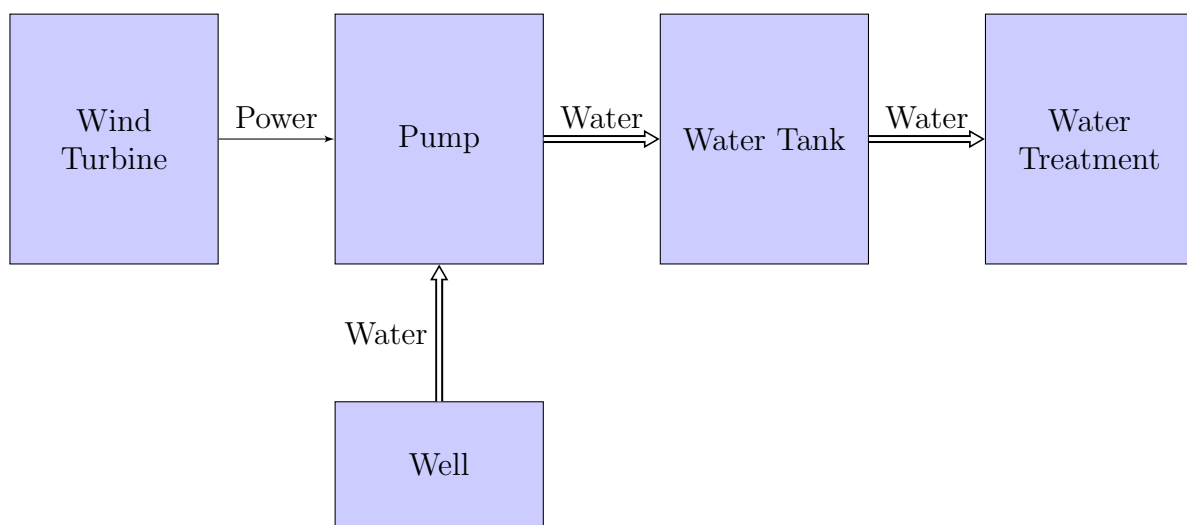 Wind
Turbine
Power
Pump
Water
Water Tank
Water
Water
Treatment
Water
Well